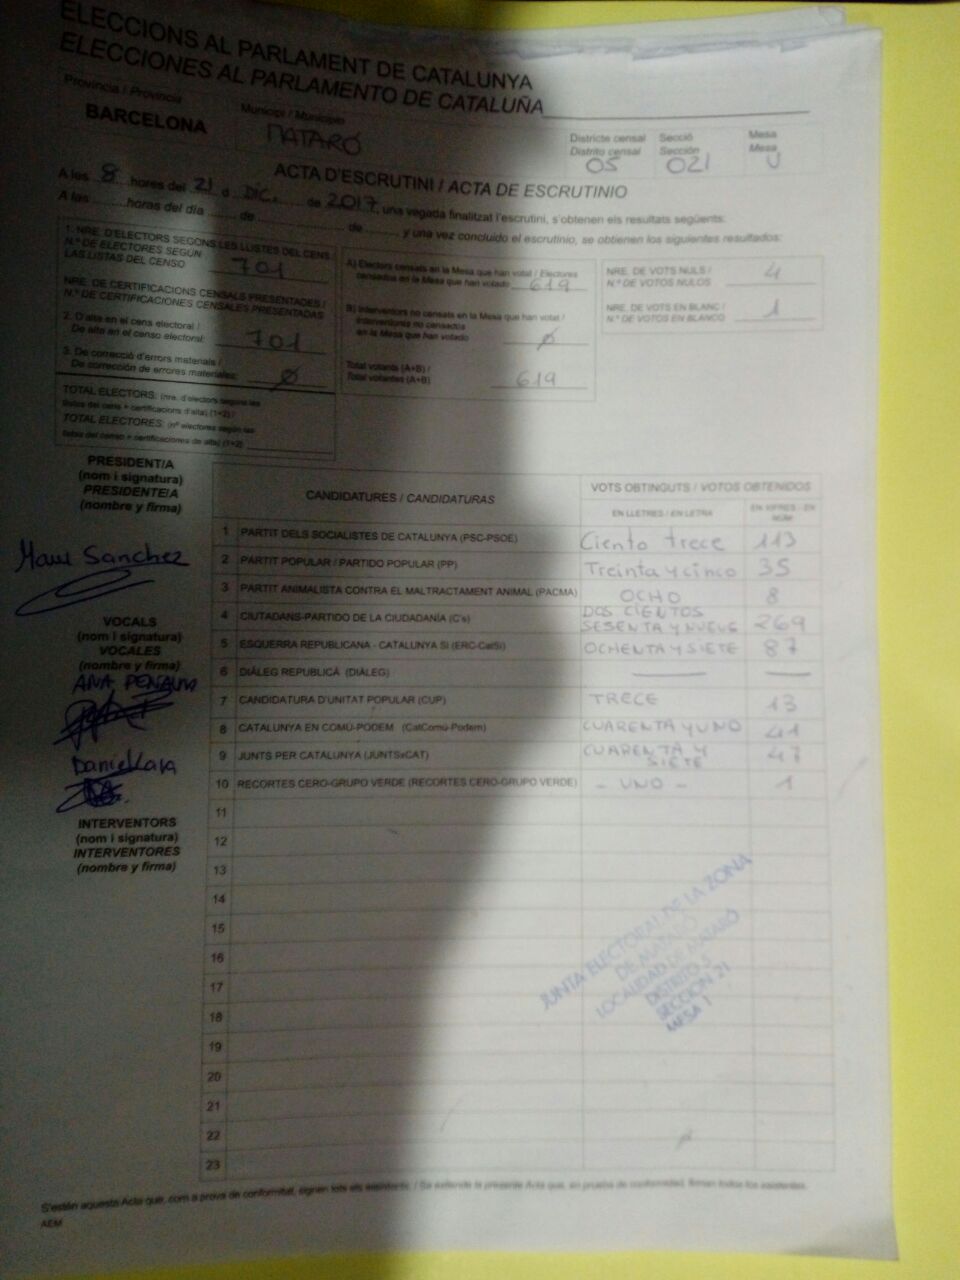 ELECCIONS AL PARLAMENT DE CATALUNYA
ELECCIONES AL PARLAMENTO DE CATALUÑA
Província / Provincia
BARCELONA
Municipi / Municipio
MATARÓ
Districte censal
Distrito censal
05
Secció
Sección
021
Mesa
Mesa
U
ACTA D'ESCRUTINI / ACTA DE ESCRUTINIO
A les 8 hores del 21 d DIC. de 2017, una vegada finalitzat l'escrutini, s'obtenen els resultats següents:
A las ........ horas del día ........ de ........ de ........ y una vez concluido el escrutinio, se obtienen los siguientes resultados:
1. NRE. D'ELECTORS SEGONS LES LLISTES DEL CENS
N.º DE ELECTORES SEGÚN
LAS LISTAS DEL CENSO 701
NRE. DE CERTIFICACIONS CENSALS PRESENTADES /
N.º DE CERTIFICACIONES CENSALES PRESENTADAS
2. D'alta en el cens electoral /
De alta en el censo electoral: 701
3. De correcció d'errors materials /
De corrección de errores materiales: Ø
TOTAL ELECTORS: (nre. d'electors segons les
llistes del cens + certificacions d'alta) (1+2) /
TOTAL ELECTORES: (nº electores según las
listas del censo + certificaciones de alta) (1+2)
A) Electors censats en la Mesa que han votat / Electores
censados en la Mesa que han votado 619
B) Interventors no censats en la Mesa que han votat /
Interventores no censados
en la Mesa que han votado Ø
Total votants (A+B) /
Total votantes (A+B) 619
NRE. DE VOTS NULS /
N.º DE VOTOS NULOS 4
NRE. DE VOTS EN BLANC /
N.º DE VOTOS EN BLANCO 1
PRESIDENT/A
(nom i signatura)
PRESIDENTE/A
(nombre y firma)
Sanchez
VOCALS
(nom i signatura)
VOCALES
(nombre y firma)
ANA
Daniel Lara
INTERVENTORS
(nom i signatura)
INTERVENTORES
(nombre y firma)
CANDIDATURES / CANDIDATURAS VOTS OBTINGUTS / VOTOS OBTENIDOS
EN LLETRES / EN LETRA EN XIFRES - EN
NÚM
1 PARTIT DELS SOCIALISTES DE CATALUNYA (PSC-PSOE) Ciento trece 113
2 PARTIT POPULAR / PARTIDO POPULAR (PP) Treinta y cinco 35
3 PARTIT ANIMALISTA CONTRA EL MALTRACTAMENT ANIMAL (PACMA) OCHO 8
4 CIUTADANS-PARTIDO DE LA CIUDADANÍA (C's) DOS CIENTOS
SESENTA Y NUEVE 269
5 ESQUERRA REPUBLICANA - CATALUNYA SÍ (ERC-CatSí) OCHENTA Y SIETE 87
6 DIÀLEG REPUBLICÀ (DIÀLEG)
7 CANDIDATURA D'UNITAT POPULAR (CUP) TRECE 13
8 CATALUNYA EN COMÚ-PODEM (CatComú-Podem) CUARENTA Y UNO 41
9 JUNTS PER CATALUNYA (JUNTSxCAT) CUARENTA Y
SIETE 47
10 RECORTES CERO-GRUPO VERDE (RECORTES CERO-GRUPO VERDE) - UNO - 1
11
12
13
14
15
16
17
18
19
20
21
22
23
JUNTA ELECTORAL DE LA ZONA
DE MATARÓ
LOCALIDAD DE MATARÓ
DISTRITO 5
SECCION 21
MESA 1
S'estén aquesta Acta que, com a prova de conformitat, signen tots els assistents. / Se extiende la presente Acta que, en prueba de conformidad, firman todos los asistentes.
AEM